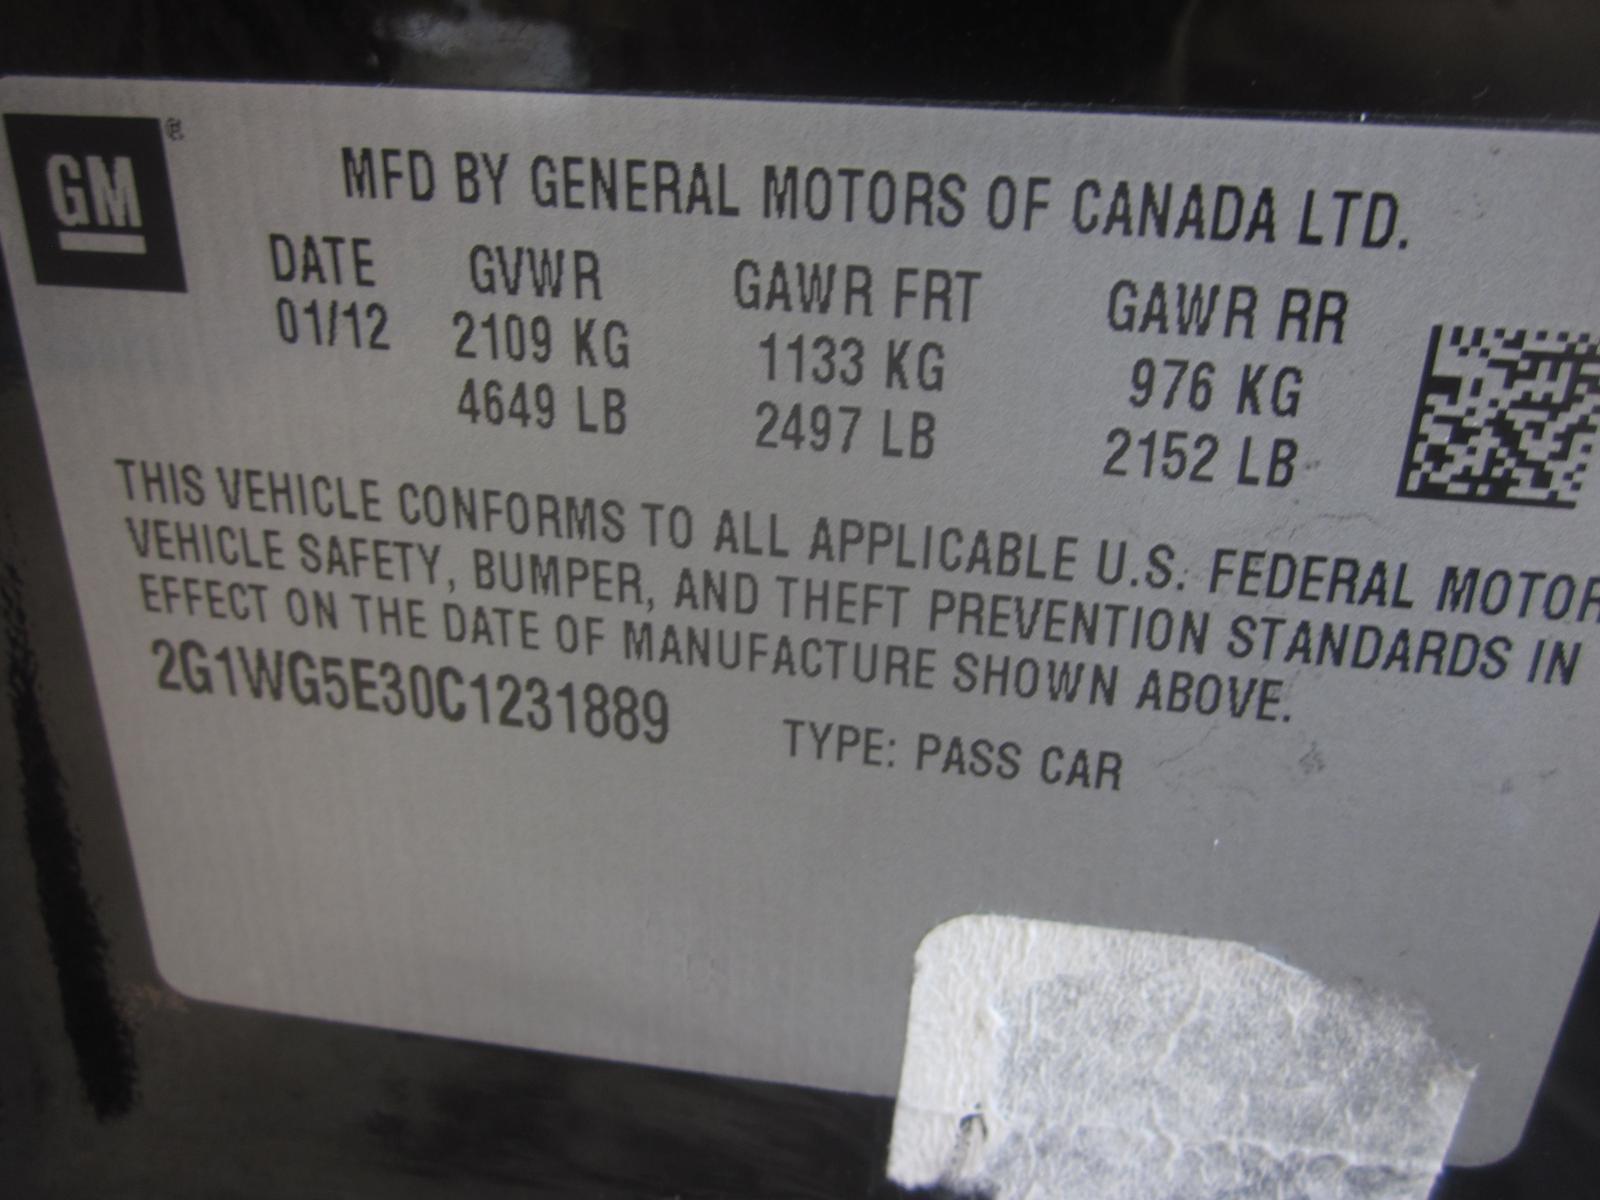 GM
®
MFD BY GENERAL MOTORS OF CANADA LTD.
DATE GVWR GAWR FRT GAWR RR
01/12 2109 KG 1133 KG 976 KG
4649 LB 2497 LB 2152 LB
THIS VEHICLE CONFORMS TO ALL APPLICABLE U.S. FEDERAL MOTOR
VEHICLE SAFETY, BUMPER, AND THEFT PREVENTION STANDARDS IN
EFFECT ON THE DATE OF MANUFACTURE SHOWN ABOVE.
2G1WG5E30C1231889 TYPE: PASS CAR